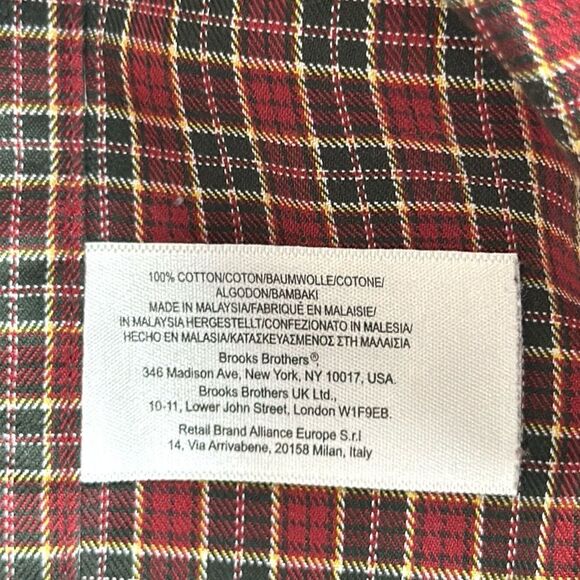 100% COTTON/COTON/BAUMWOLLE/COTONE/
ALGODON/BAMBAKI
MADE IN MALAYSIA/FABRIQUÉ EN MALAISIE/
IN MALAYSIA HERGESTELLT/CONFEZIONATO IN MALESIA/
HECHO EN MALASIA/ΚΑΤΑΣΚΕΥΑΣΜΕΝΟΣ ΣΤΗ ΜΑΛΑΙΣΙΑ
Brooks Brothers®
346 Madison Ave, New York, NY 10017, USA.
Brooks Brothers UK Ltd.,
10-11, Lower John Street, London W1F9EB.
Retail Brand Alliance Europe S.r.l
14, Via Arrivabene, 20158 Milan, Italy